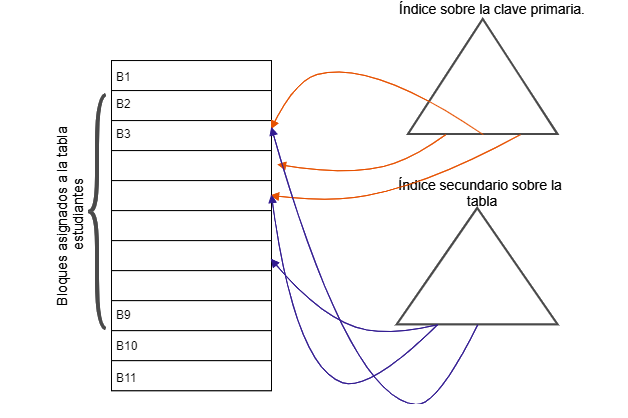 Índice sobre la clave primaria.
B1
B2
B3
Bloques asignados a la tabla
estudiantes
Índice secundario sobre la
tabla
B9
B10
B11